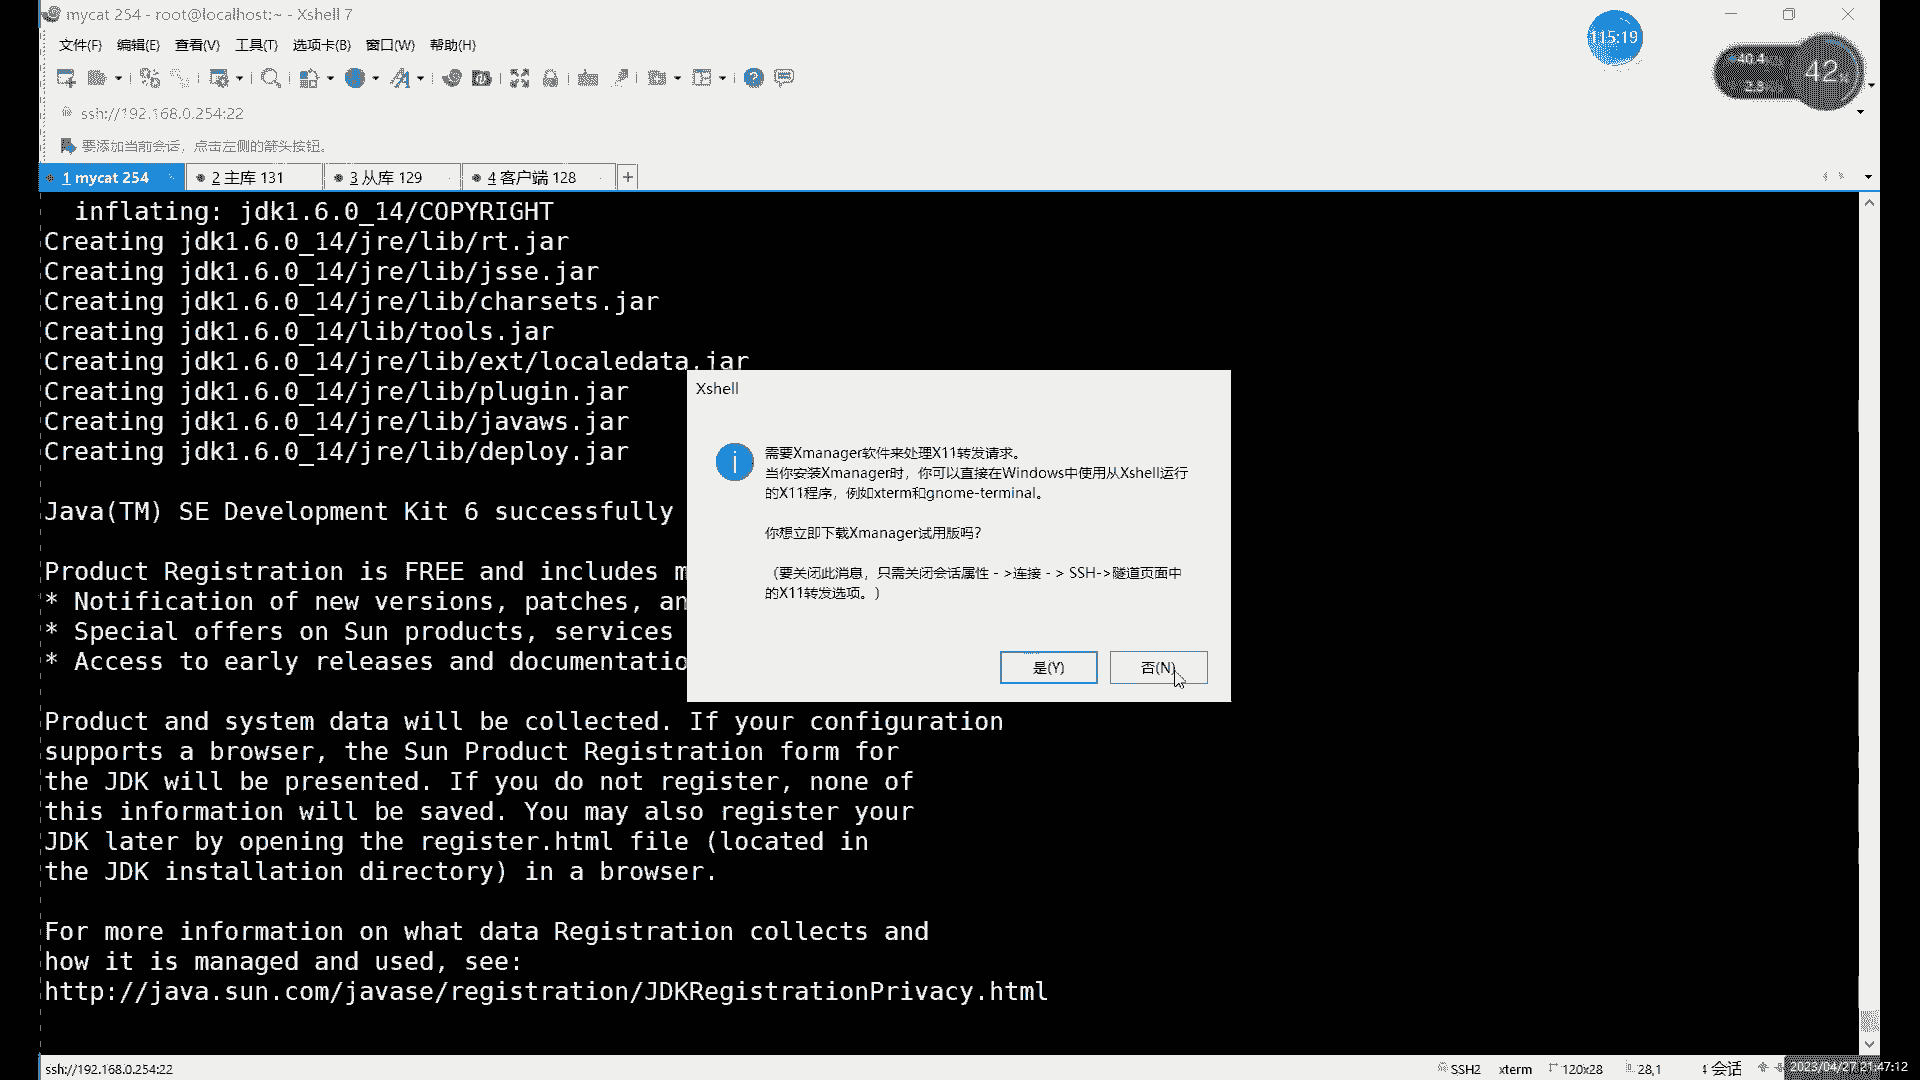 mycat 254 - root@localhost:~ - Xshell 7
115:19
文件(F) 编辑(E) 查看(V) 工具(T) 选项卡(B) 窗口(W) 帮助(H)
42
ssh://192.168.0.254:22
要添加当前会话，点击左侧的箭头按钮。
1 mycat 254
2 主库 131
3 从库 129
4 客户端 128
inflating: jdk1.6.0_14/COPYRIGHT
Creating jdk1.6.0_14/jre/lib/rt.jar
Creating jdk1.6.0_14/jre/lib/jsse.jar
Creating jdk1.6.0_14/jre/lib/charsets.jar
Creating jdk1.6.0_14/lib/tools.jar
Creating jdk1.6.0_14/jre/lib/ext/localedata.jar
Creating jdk1.6.0_14/jre/lib/plugin.jar
Creating jdk1.6.0_14/jre/lib/javaws.jar
Creating jdk1.6.0_14/jre/lib/deploy.jar
Java(TM) SE Development Kit 6 successfully
Product Registration is FREE and includes m
* Notification of new versions, patches, an
* Special offers on Sun products, services
* Access to early releases and documentatio
Xshell
需要Xmanager软件来处理X11转发请求。
当你安装Xmanager时，你可以直接在Windows中使用从Xshell运行
的X11程序，例如xterm和gnome-terminal。
你想立即下载Xmanager试用版吗？
（要关闭此消息，只需关闭会话属性 - >连接 - > SSH->隧道页面中
的X11转发选项。）
是(Y)
否(N)
Product and system data will be collected. If your configuration
supports a browser, the Sun Product Registration form for
the JDK will be presented. If you do not register, none of
this information will be saved. You may also register your
JDK later by opening the register.html file (located in
the JDK installation directory) in a browser.
For more information on what data Registration collects and
how it is managed and used, see:
http://java.sun.com/javase/registration/JDKRegistrationPrivacy.html
ssh://192.168.0.254:22
SSH2 xterm 120x28 28,1 会话
2023/04/27 21:47:12